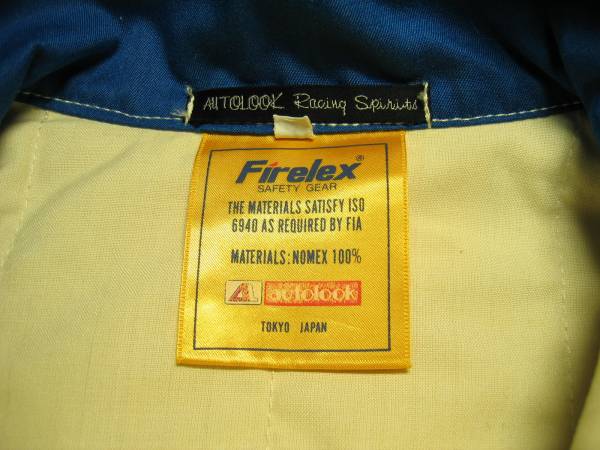 AUTOLOOK Racing Spirits
Firelex®
SAFETY GEAR
THE MATERIALS SATISFY ISO
6940 AS REQUIRED BY FIA
MATERIALS: NOMEX 100%
autolook
TOKYO JAPAN